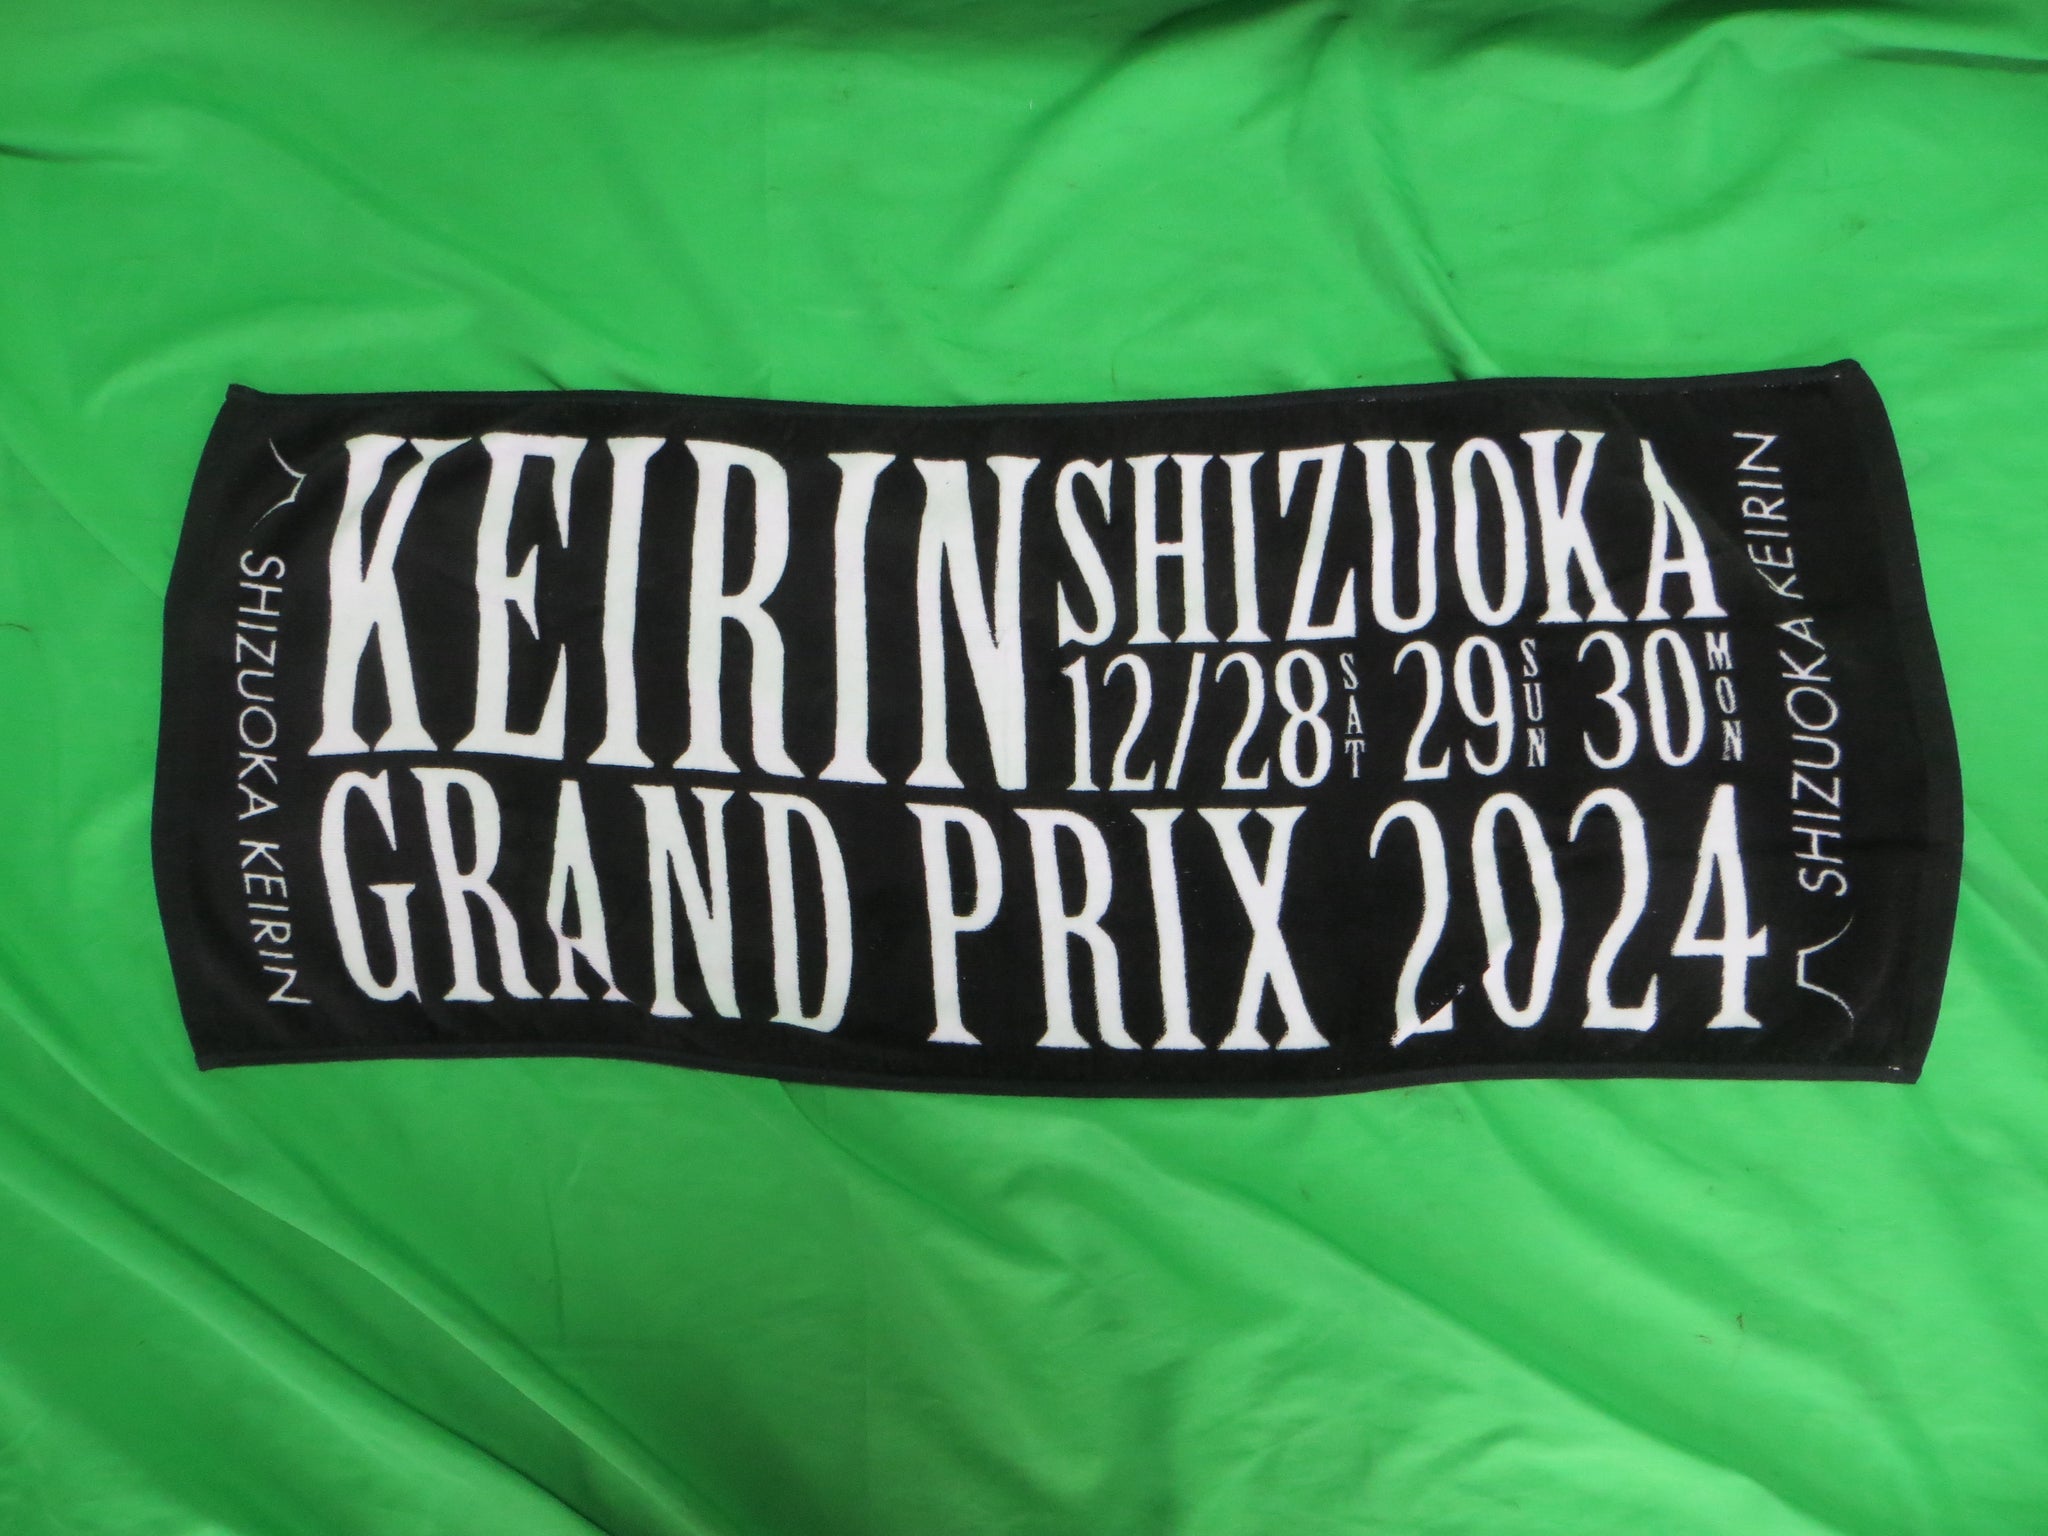 SHIZUOKA KEIRIN
KEIRIN SHIZUOKA
12/28 SAT 29 SUN 30 MON
GRAND PRIX 2024
SHIZUOKA KEIRIN